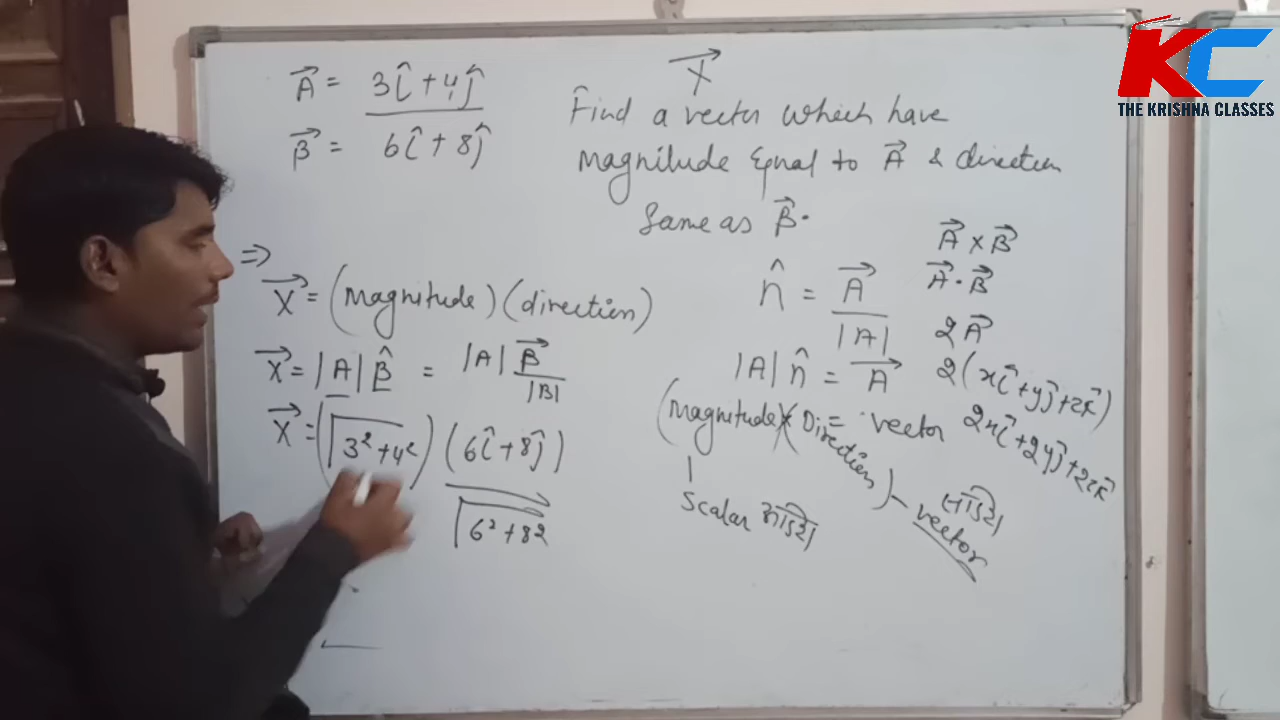 KC
THE KRISHNA CLASSES
A⃗ = 3î + 4ĵ
B⃗ = 6î + 8ĵ
X⃗
Find a vector which have
magnitude Equal to A⃗ & direction
Same as B⃗.
⇒
X⃗ = (Magnitude) (direction)
X⃗ = |A| B̂ = |A| B⃗ / |B|
X⃗ = (√3² + 4²) (6î + 8ĵ) / √6² + 8²
n̂ = A⃗ / |A|
|A| n̂ = A⃗
(Magnitude) × (Direction) = vector
Scalar
vector
A⃗ × B⃗
A⃗ · B⃗
2A⃗
2(xî + yĵ + zk⃗)
2xî + 2yĵ + 2zk⃗